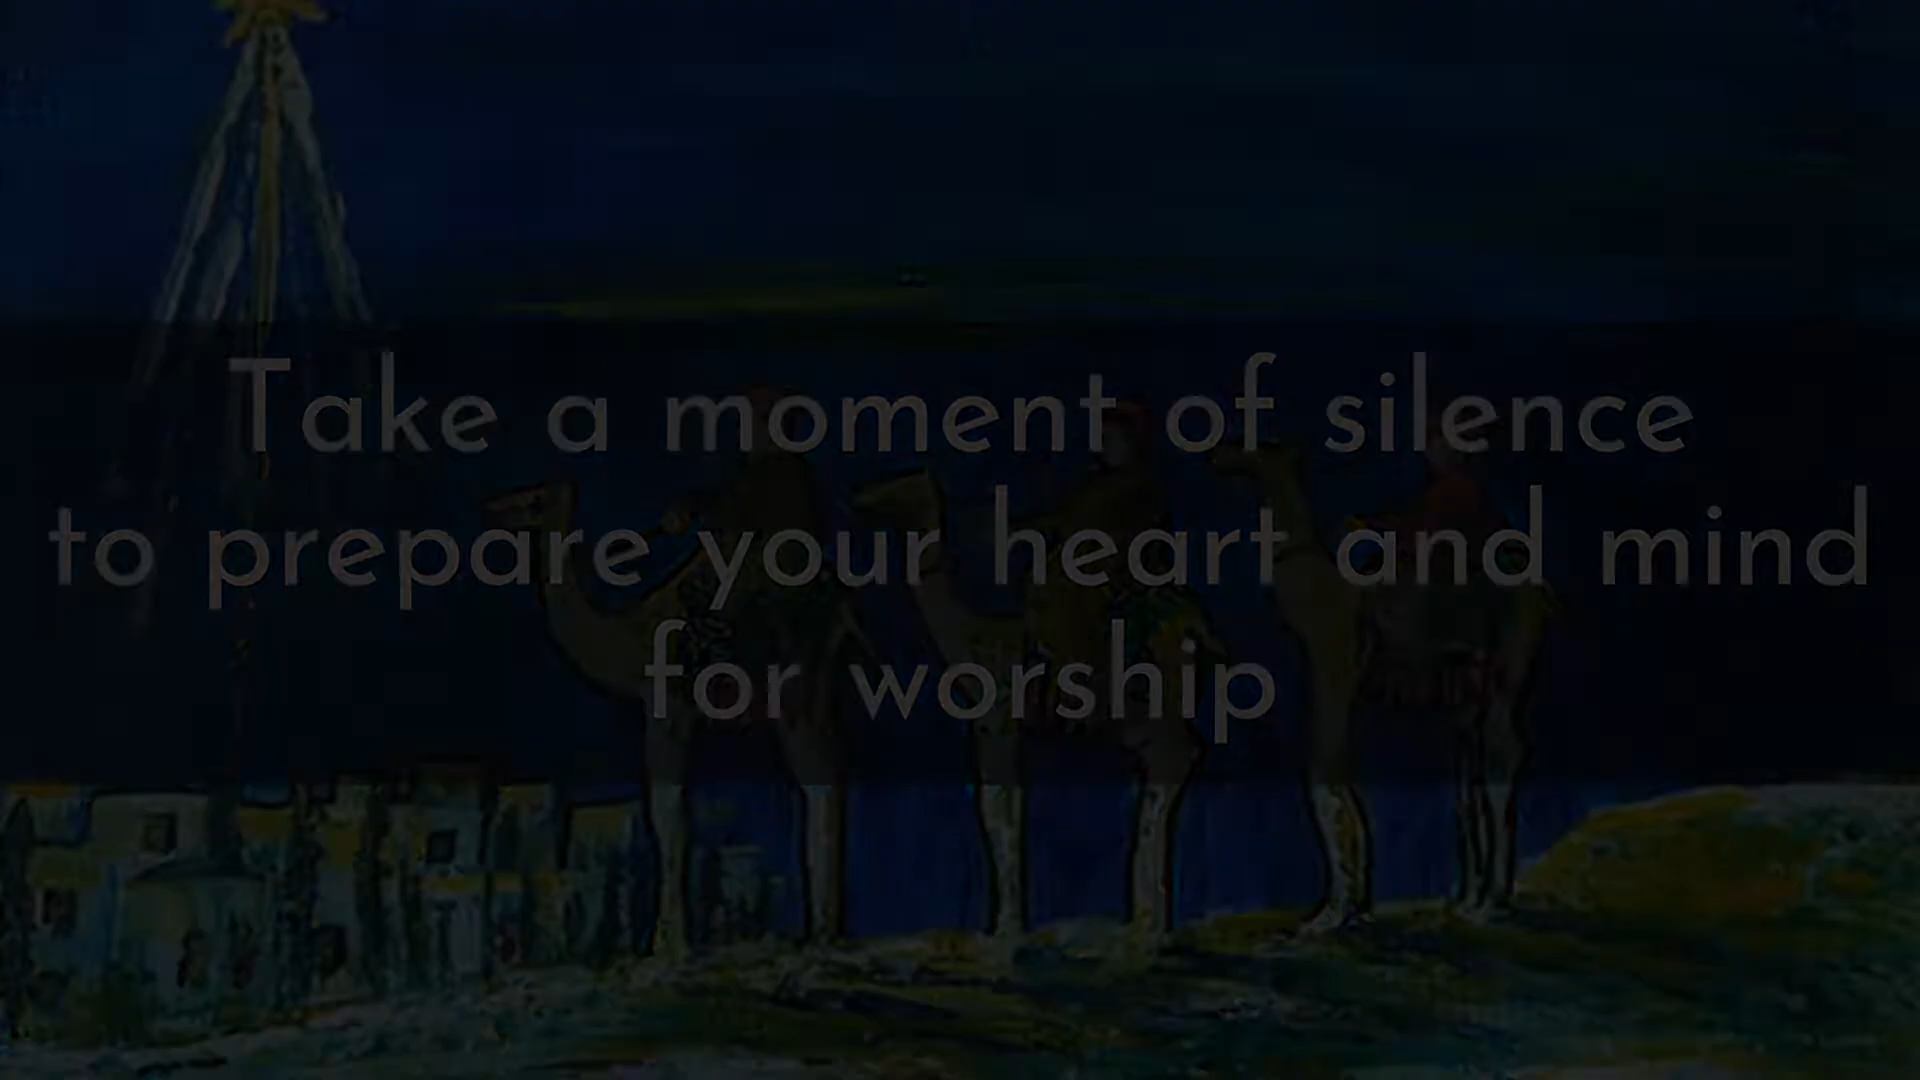 Take a moment of silence
to prepare your heart and mind
for worship